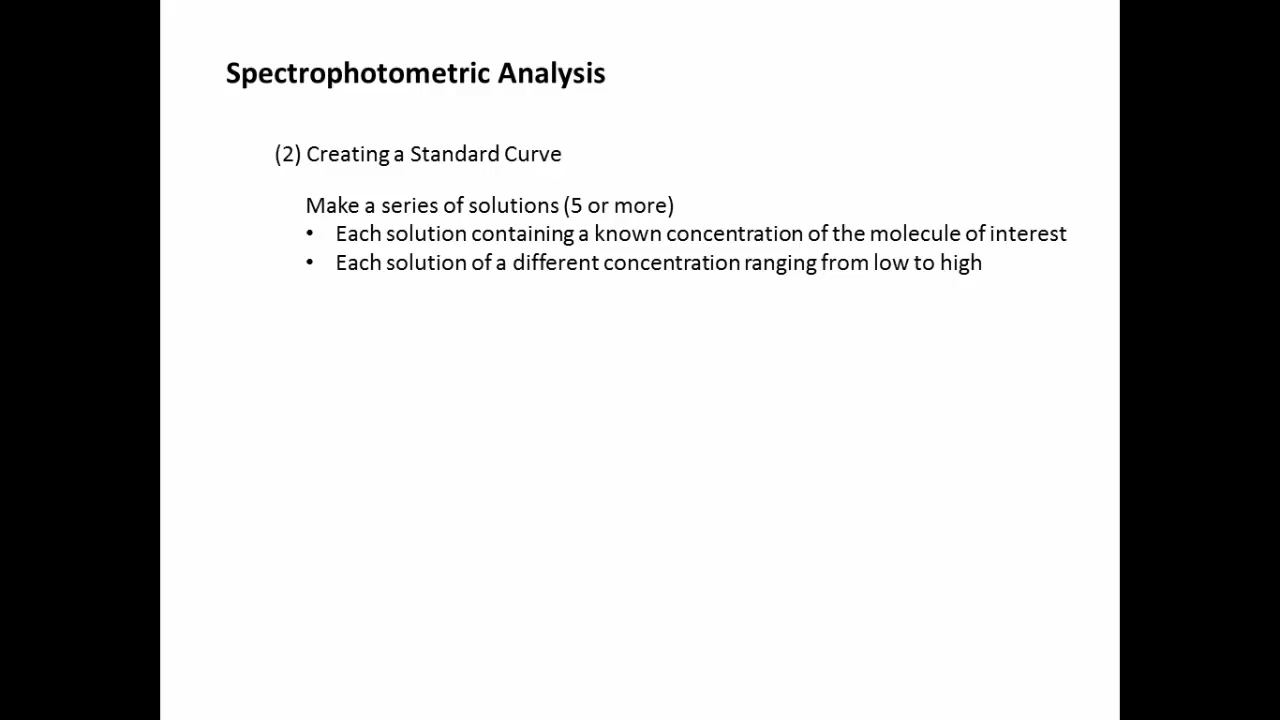 Spectrophotometric Analysis
(2) Creating a Standard Curve
Make a series of solutions (5 or more)
• Each solution containing a known concentration of the molecule of interest
• Each solution of a different concentration ranging from low to high